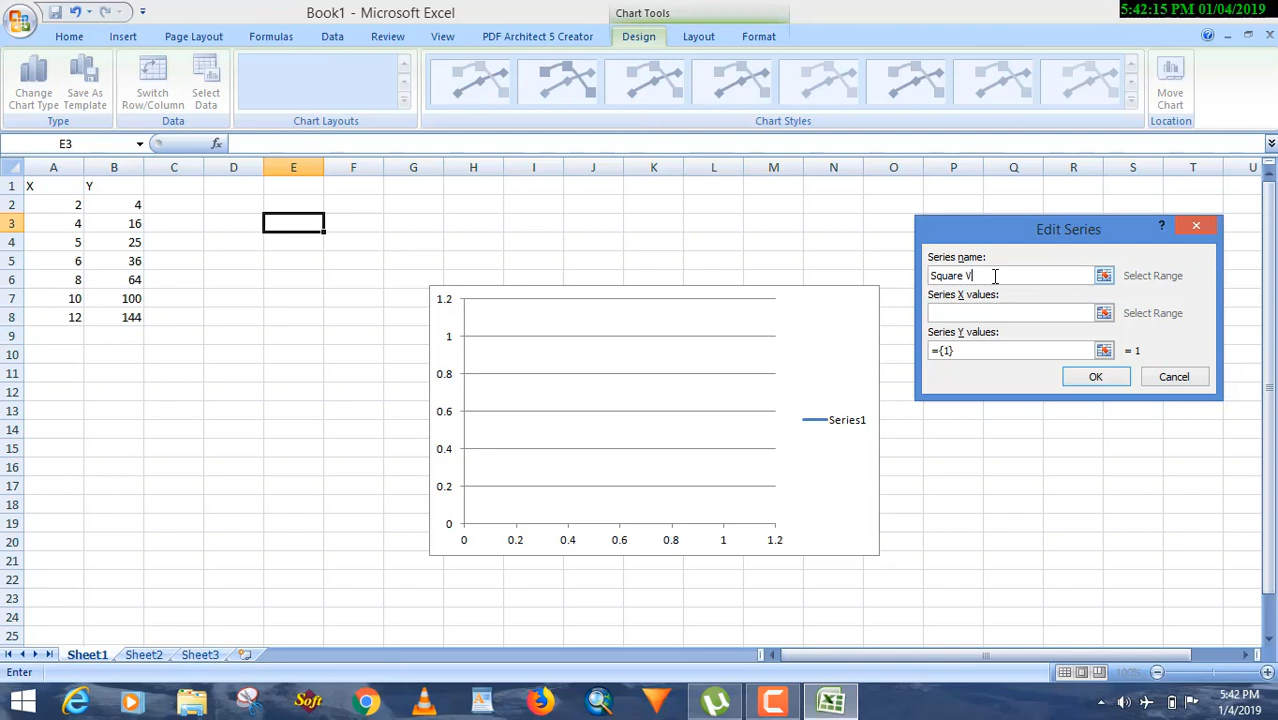 5:42:15 PM 01/04/2019
Book1 - Microsoft Excel
Chart Tools
Home Insert Page Layout Formulas Data Review View PDF Architect 5 Creator Design Layout Format
Change Chart Type
Save As Template
Switch Row/Column
Select Data
Move Chart
Type Data Chart Layouts Chart Styles Location
E3
fx
A B C D E F G H I J K L M N O P Q R S T U
1 X Y
2 2 4
3 4 16
4 5 25
5 6 36
6 8 64
7 10 100
8 12 144
9
10
11
12
13
14
15
16
17
18
19
20
21
22
23
24
25
1.2
1
0.8
0.6
0.4
0.2
0
0 0.2 0.4 0.6 0.8 1 1.2
Series1
Edit Series
?
Series name:
Square V
Select Range
Series X values:
Select Range
Series Y values:
={1}
= 1
OK Cancel
Sheet1 Sheet2 Sheet3
Enter
100%
Soft
5:42 PM
1/4/2019